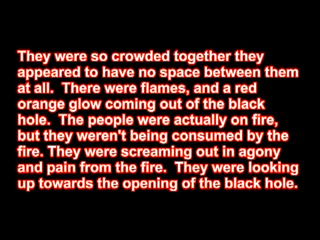 They were so crowded together they
appeared to have no space between them
at all.  There were flames, and a red
orange glow coming out of the black
hole.  The people were actually on fire,
but they weren't being consumed by the
fire. They were screaming out in agony
and pain from the fire.  They were looking
up towards the opening of the black hole.